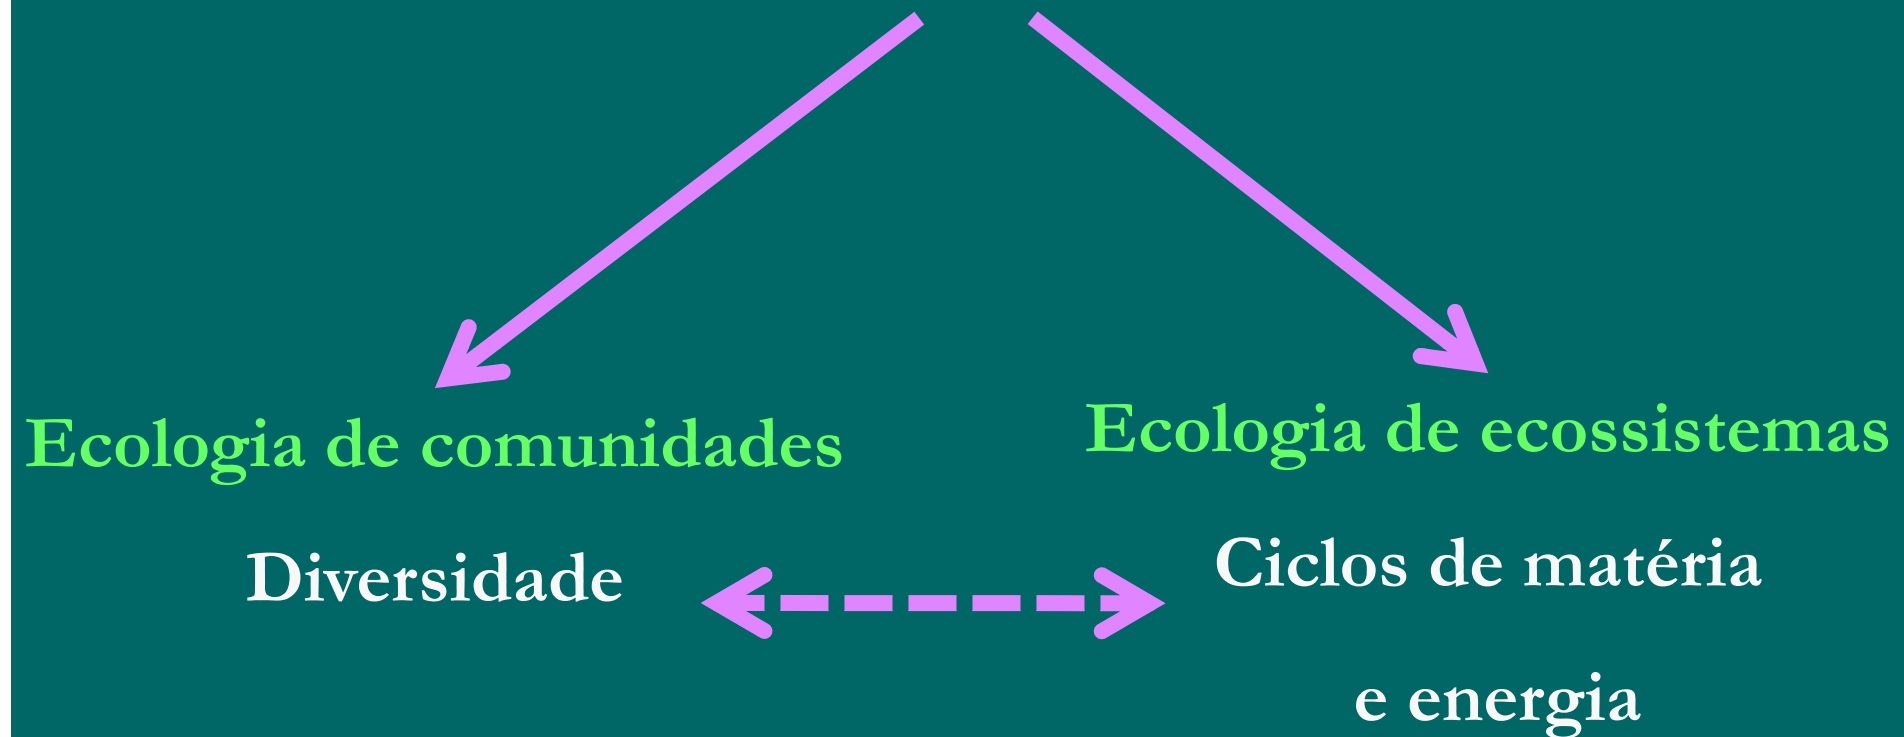 Ecologia de comunidades
Diversidade
Ecologia de ecossistemas
Ciclos de matéria
e energia